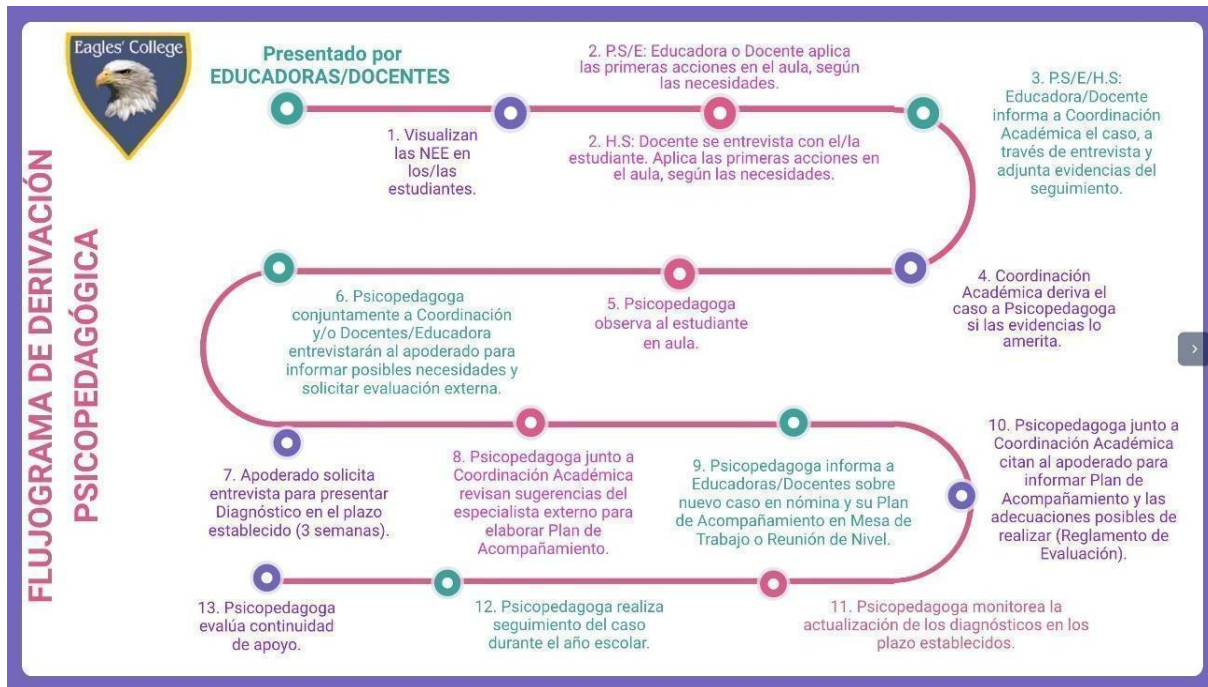 Eagles' College
FLUJOGRAMA DE DERIVACIÓN
PSICOPEDAGÓGICA
Presentado por
EDUCADORAS/DOCENTES
1. Visualizan
las NEE en
los/las
estudiantes.
2. P.S/E: Educadora o Docente aplica
las primeras acciones en el aula, según
las necesidades.
2. H.S: Docente se entrevista con el/la
estudiante. Aplica las primeras acciones en
el aula, según las necesidades.
3. P.S/E/H.S:
Educadora/Docente
informa a Coordinación
Académica el caso, a
través de entrevista y
adjunta evidencias del
seguimiento.
4. Coordinación
Académica deriva el
caso a Psicopedagoga
si las evidencias lo
amerita.
5. Psicopedagoga
observa al estudiante
en aula.
6. Psicopedagoga
conjuntamente a Coordinación
y/o Docentes/Educadora
entrevistarán al apoderado para
informar posibles necesidades y
solicitar evaluación externa.
7. Apoderado solicita
entrevista para presentar
Diagnóstico en el plazo
establecido (3 semanas).
8. Psicopedagoga junto a
Coordinación Académica
revisan sugerencias del
especialista externo para
elaborar Plan de
Acompañamiento.
9. Psicopedagoga informa a
Educadoras/Docentes sobre
nuevo caso en nómina y su Plan
de Acompañamiento en Mesa de
Trabajo o Reunión de Nivel.
10. Psicopedagoga junto a
Coordinación Académica
citan al apoderado para
informar Plan de
Acompañamiento y las
adecuaciones posibles de
realizar (Reglamento de
Evaluación).
11. Psicopedagoga monitorea la
actualización de los diagnósticos en los
plazo establecidos.
12. Psicopedagoga realiza
seguimiento del caso
durante el año escolar.
13. Psicopedagoga
evalúa continuidad
de apoyo.